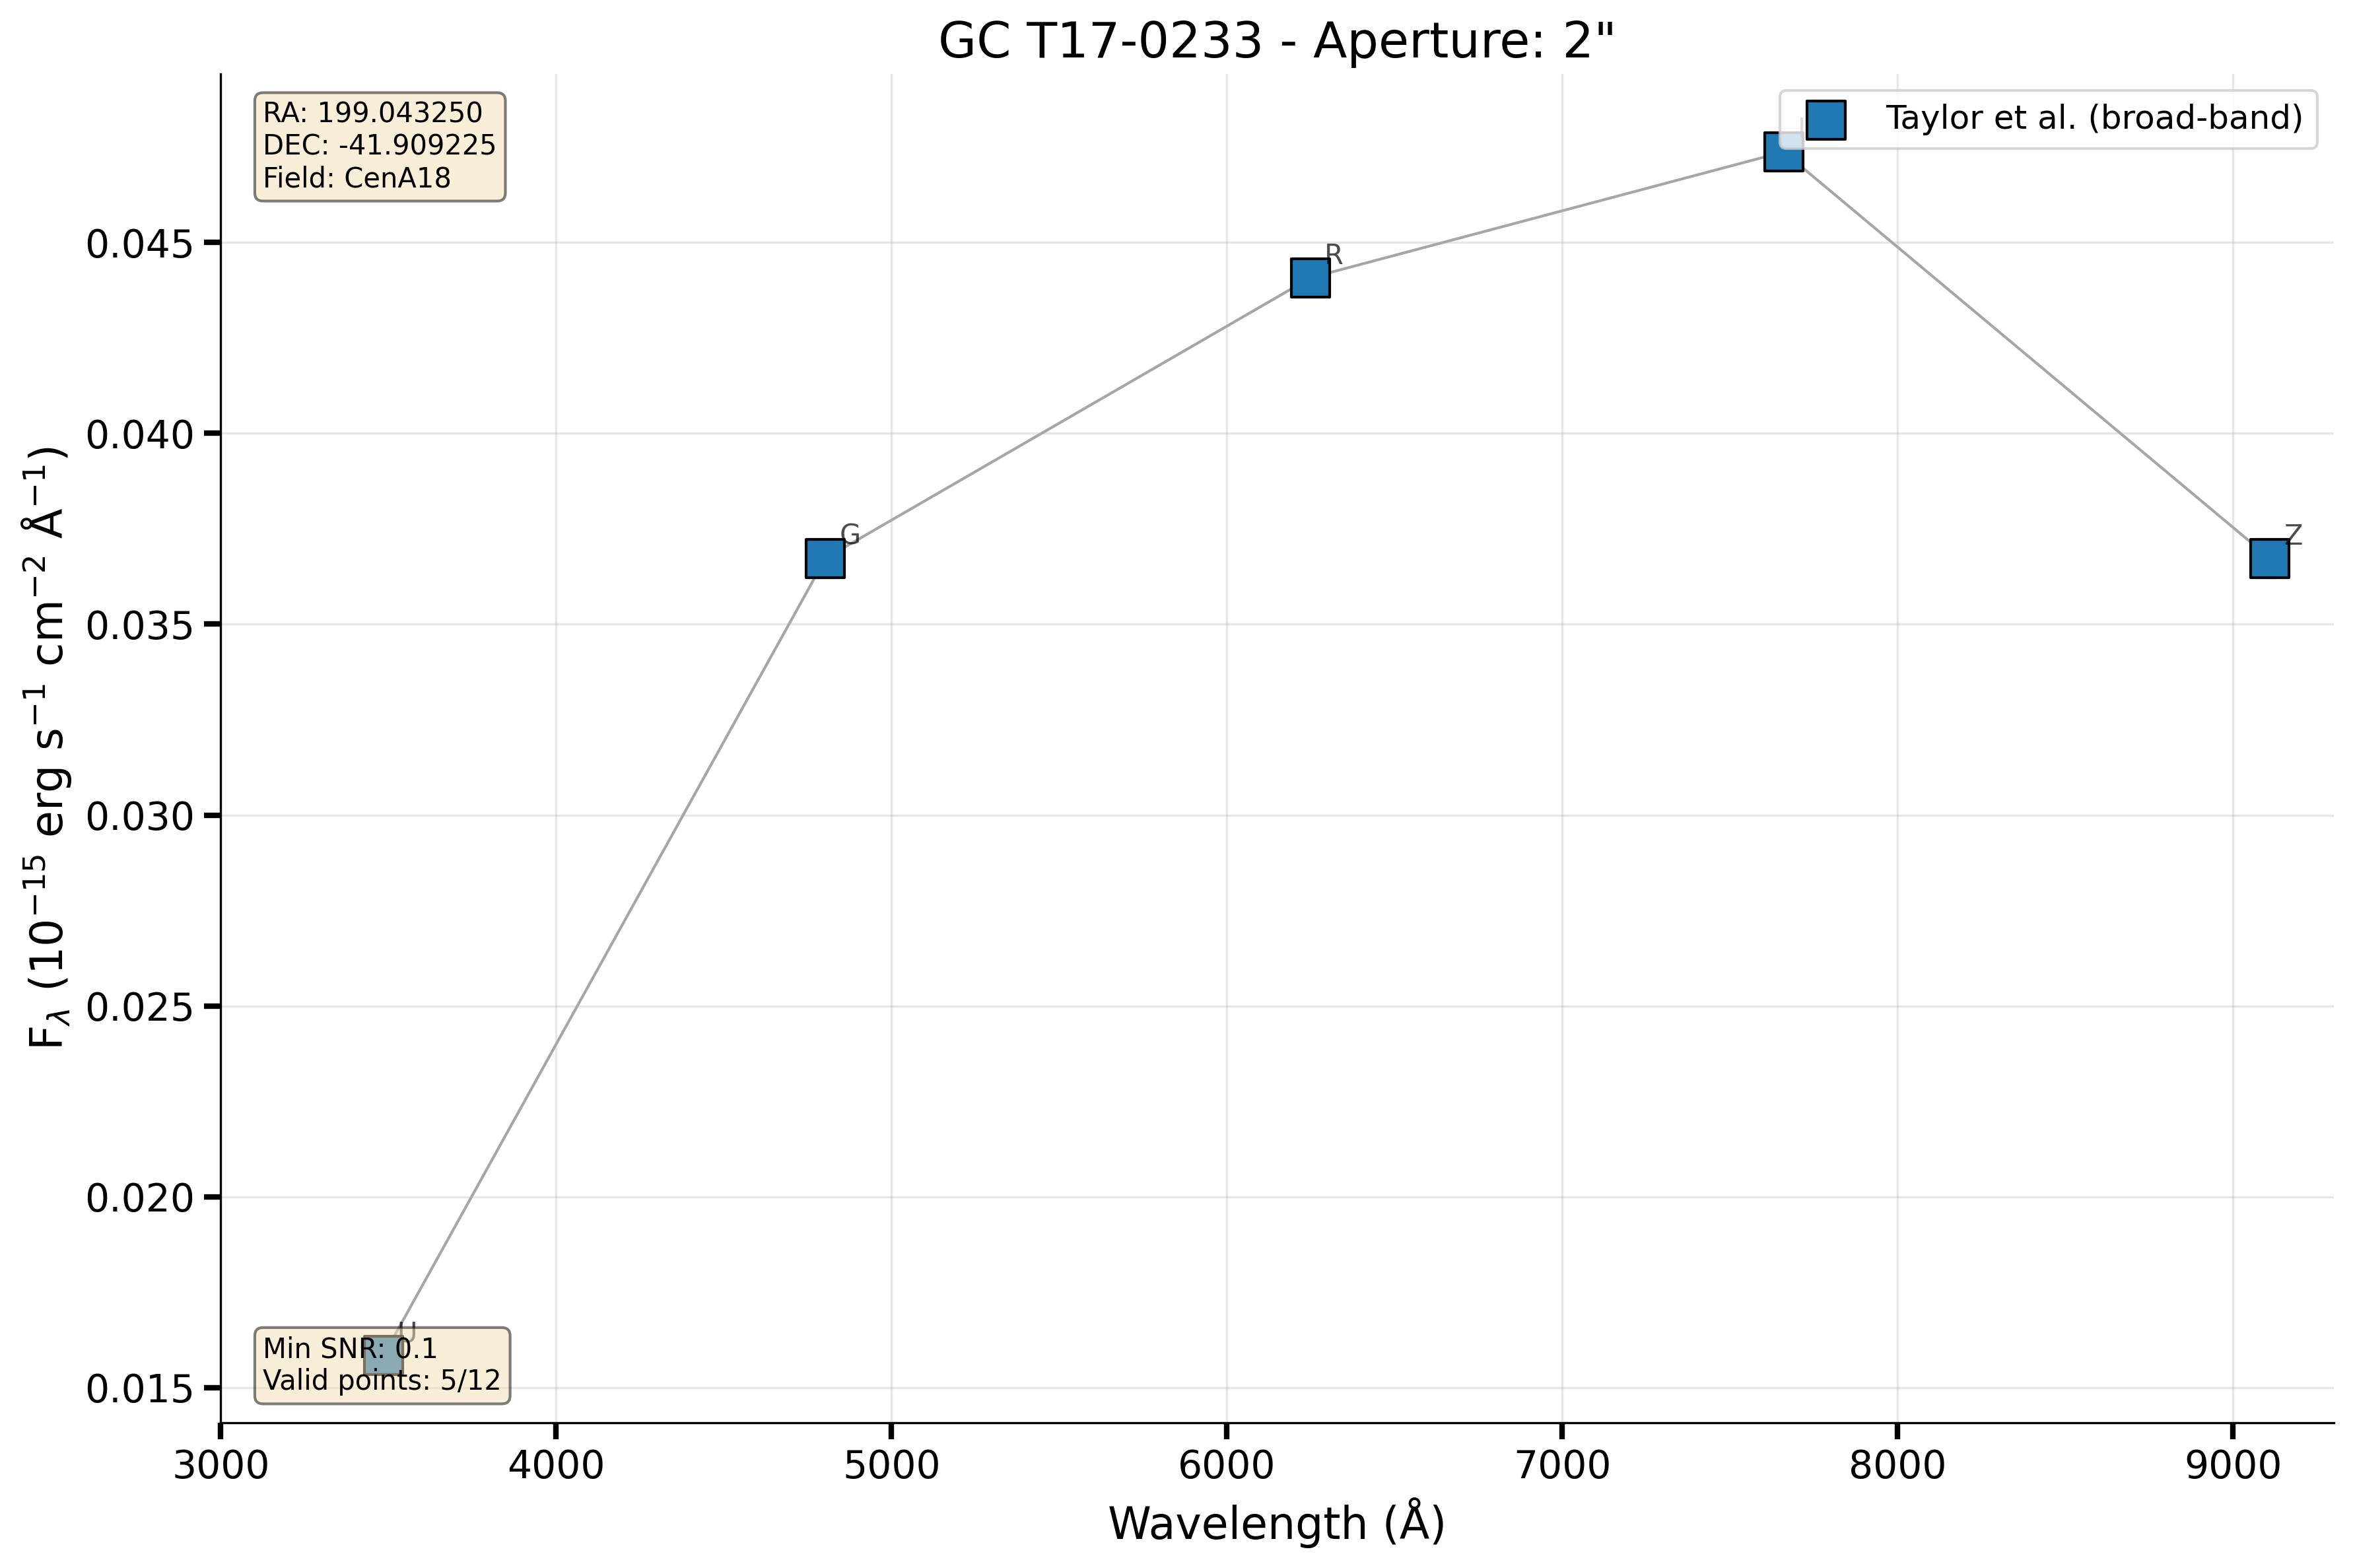 GC T17-0233 - Aperture: 2"
RA: 199.043250
DEC: -41.909225
Field: CenA18
Taylor et al. (broad-band)
R
G
Z
U
Min SNR: 0.1
Valid points: 5/12
0.045
0.040
0.035
0.030
0.025
0.020
0.015
F_λ (10⁻¹⁵ erg s⁻¹ cm⁻² Å⁻¹)
3000 4000 5000 6000 7000 8000 9000
Wavelength (Å)